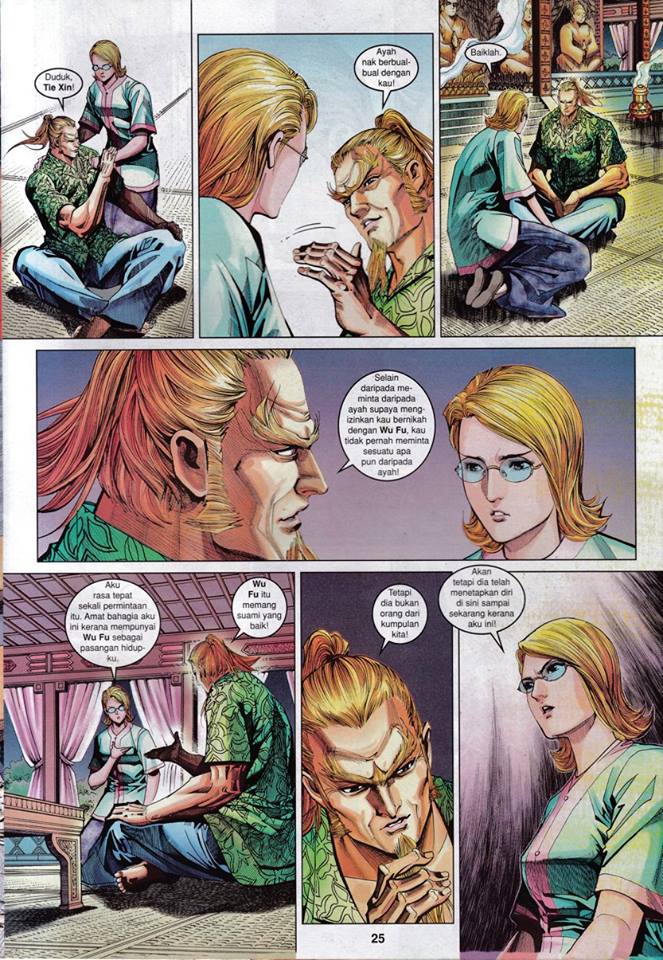 Duduk,
Tie Xin!
Ayah
nak berbual-
bual dengan
kau!
Baiklah.
Selain
daripada me-
minta daripada
ayah supaya meng-
izinkan kau bernikah
dengan Wu Fu, kau
tidak pernah meminta
sesuatu apa
pun daripada
ayah!
Aku
rasa tepat
sekali permintaan
itu. Amat bahagia aku
ini kerana mempunyai
Wu Fu sebagai
pasangan hidup-
ku.
Wu
Fu itu
memang
suami yang
baik!
Tetapi
dia bukan
orang dari
kumpulan
kita!
Akan
tetapi dia telah
menetapkan diri
di sini sampai
sekarang kerana
aku ini!
25